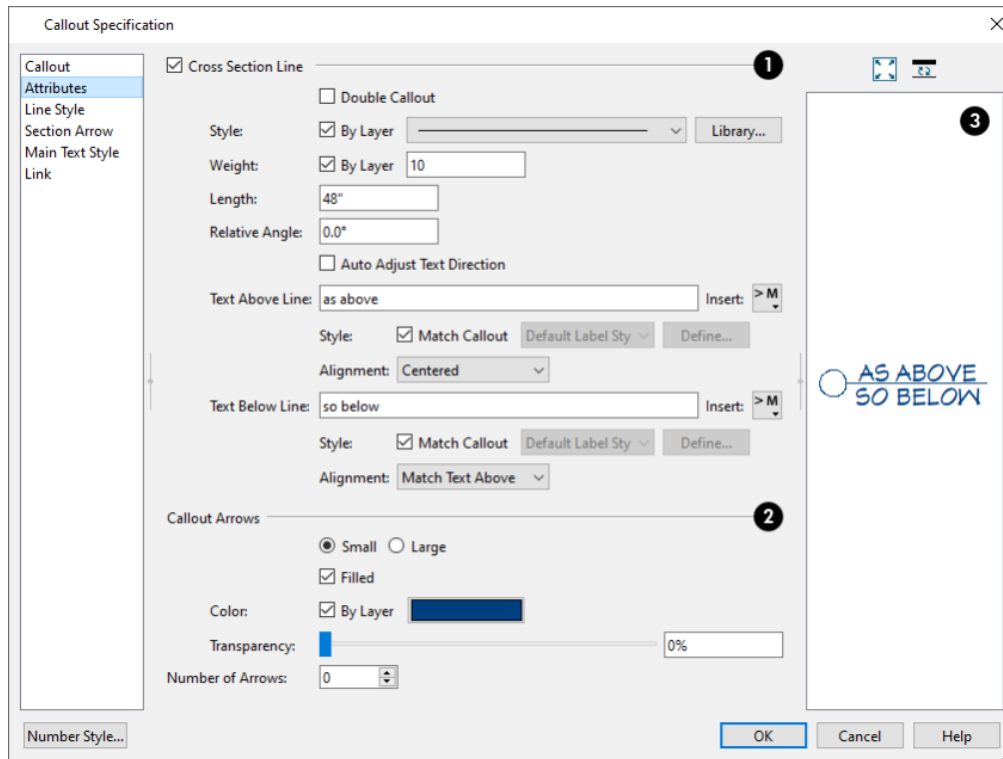 Callout Specification
Callout
Attributes
Line Style
Section Arrow
Main Text Style
Link
Cross Section Line
1
Double Callout
Style: By Layer Library...
Weight: By Layer 10
Length: 48"
Relative Angle: 0.0°
Auto Adjust Text Direction
Text Above Line: as above Insert: > M
Style: Match Callout Default Label Sty Define...
Alignment: Centered
Text Below Line: so below Insert: > M
Style: Match Callout Default Label Sty Define...
Alignment: Match Text Above
Callout Arrows
2
Small Large
Filled
Color: By Layer
Transparency: 0%
Number of Arrows: 0
3
AS ABOVE
SO BELOW
Number Style... OK Cancel Help